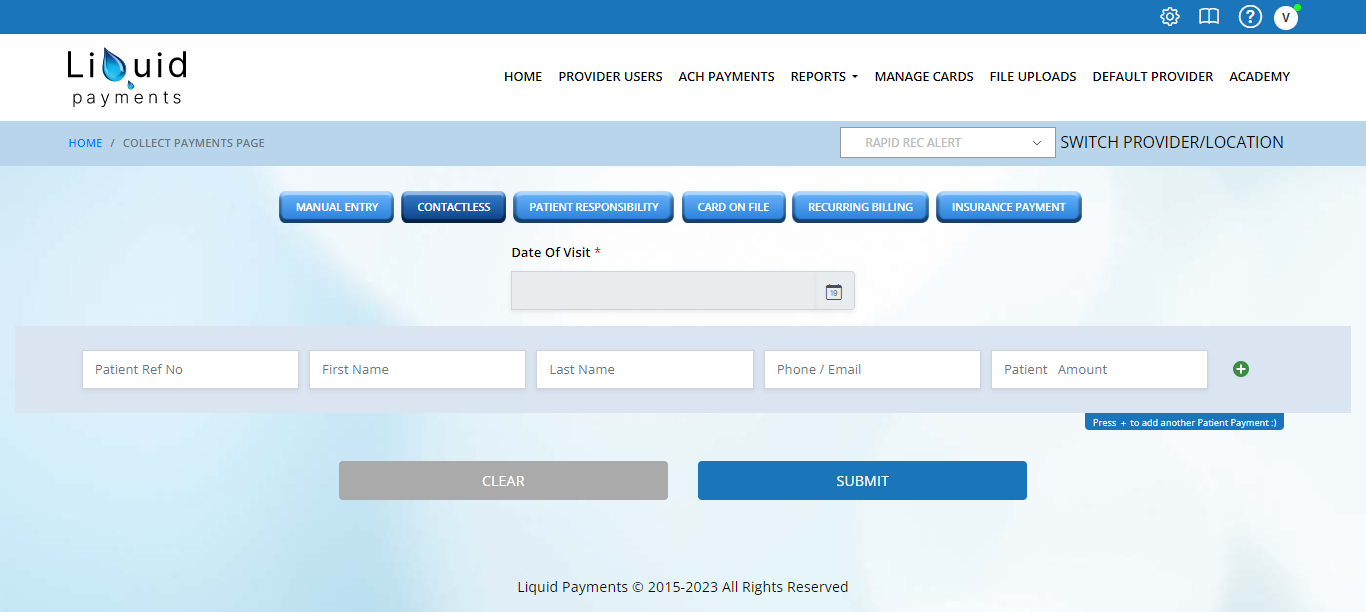 ? V
Liquid
payments
HOME PROVIDER USERS ACH PAYMENTS REPORTS MANAGE CARDS FILE UPLOADS DEFAULT PROVIDER ACADEMY
HOME / COLLECT PAYMENTS PAGE RAPID REC ALERT SWITCH PROVIDER/LOCATION
MANUAL ENTRY CONTACTLESS PATIENT RESPONSIBILITY CARD ON FILE RECURRING BILLING INSURANCE PAYMENT
Date Of Visit *
19
Patient Ref No First Name Last Name Phone / Email Patient Amount
Press + to add another Patient Payment :)
CLEAR SUBMIT
Liquid Payments © 2015-2023 All Rights Reserved